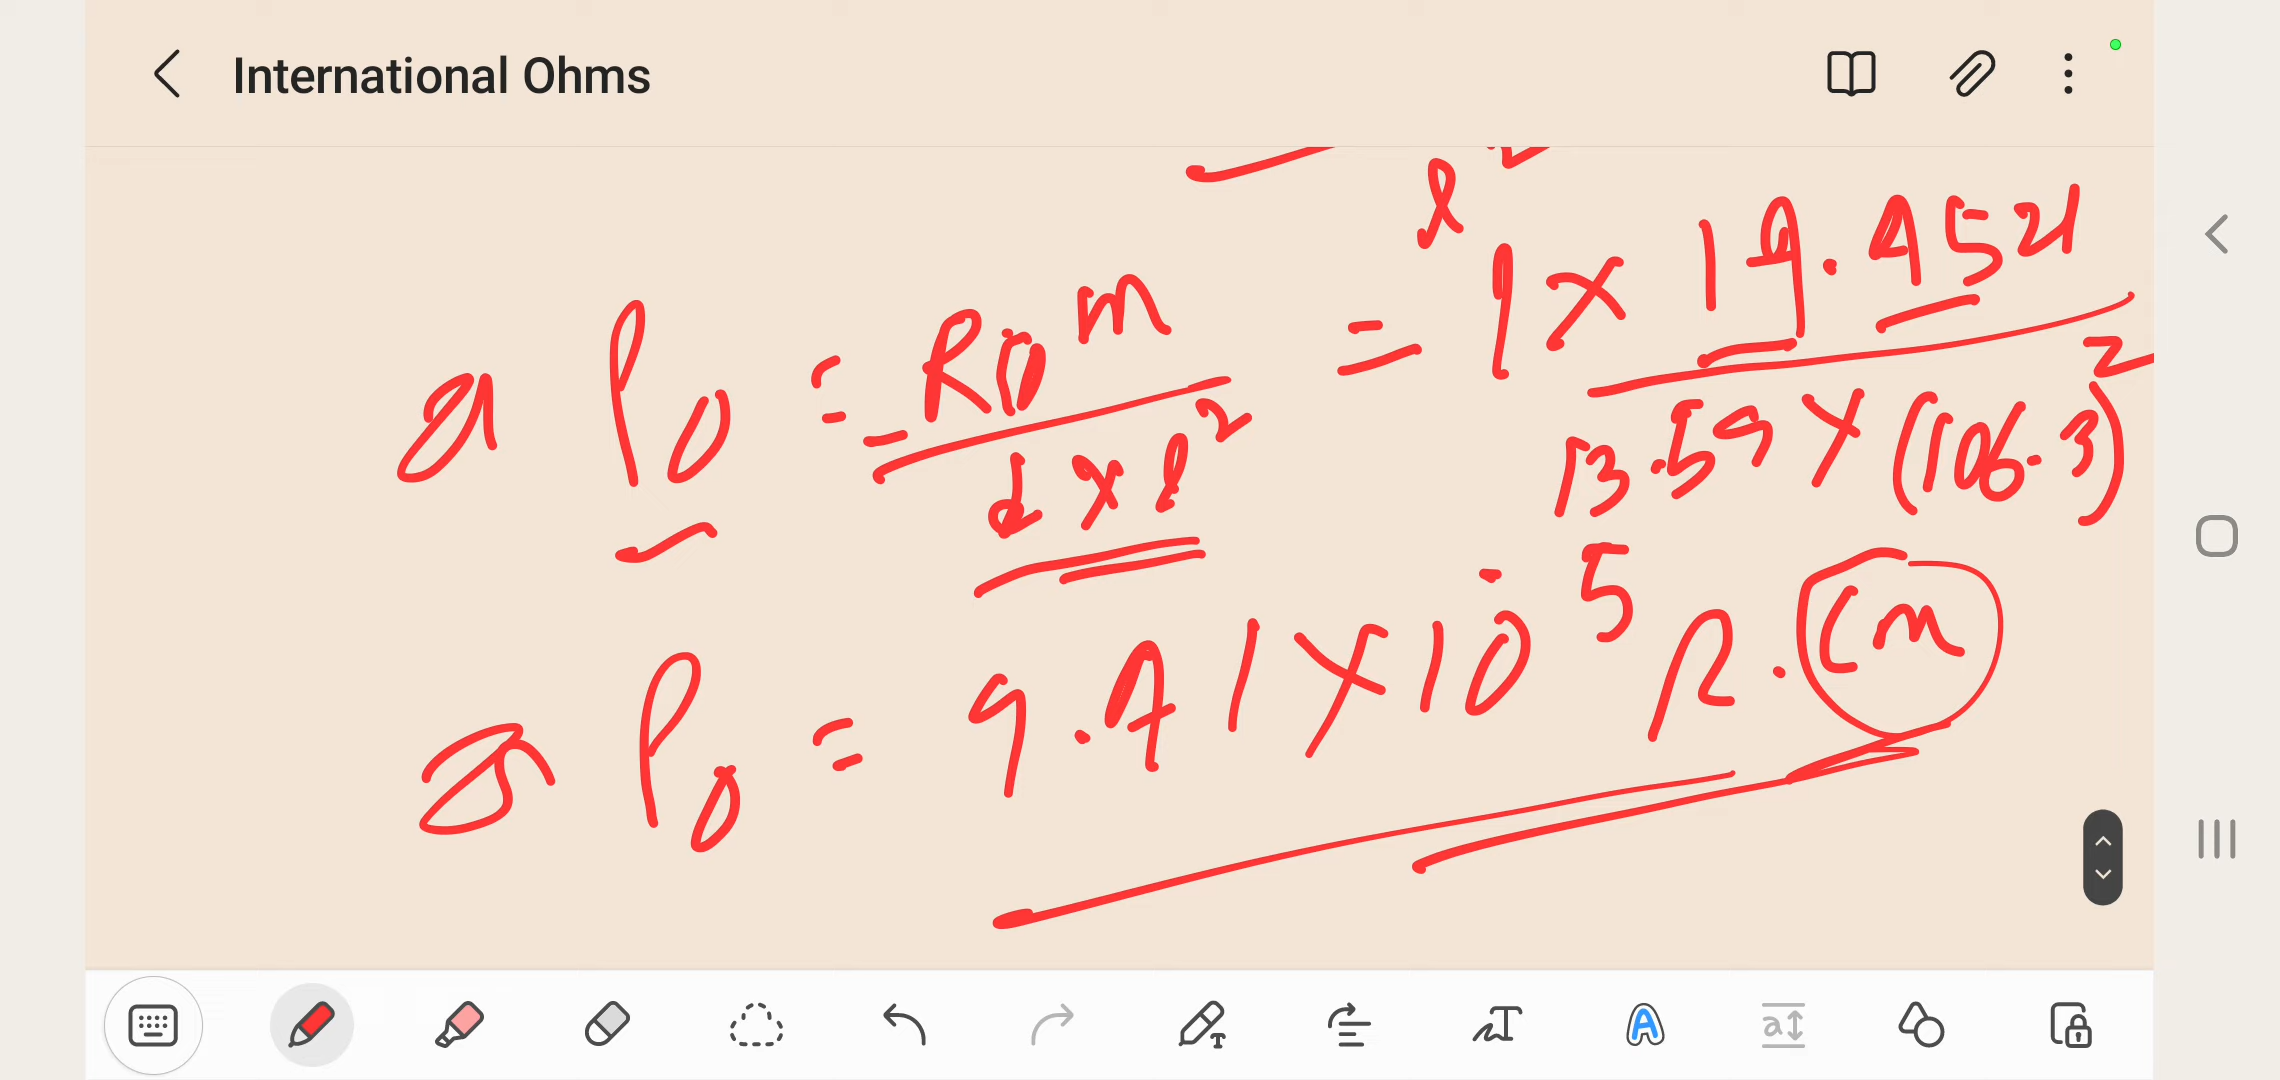 International Ohms
l
a ρ₀ = R₀m / d × l² = 1 × 14.4521 / 13.59 × (106.3)²
ρ₀ = 9.41 × 10⁻⁵ Ω.cm